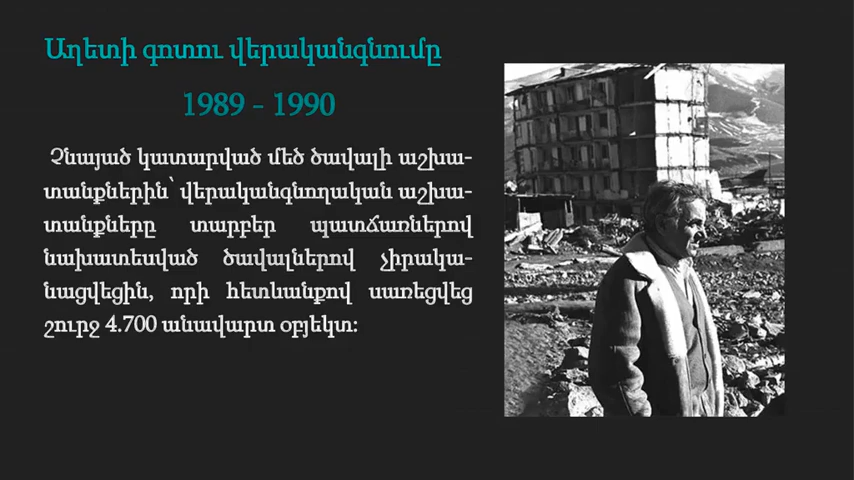 Աղետի գոտու վերականգնումը
1989 - 1990
Չնայած կատարված մեծ ծավալի աշխա-
տանքներին՝ վերականգնողական աշխա-
տանքները տարբեր պատճառներով
նախատեսված ծավալներով չիրակա-
նացվեցին, որի հետևանքով սառեցվեց
շուրջ 4.700 անավարտ օբյեկտ: